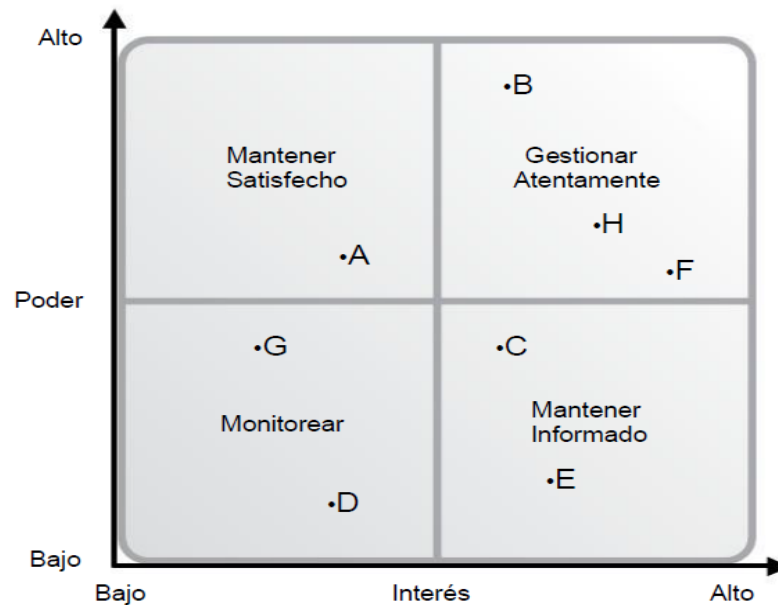 Alto
•B
Mantener
Satisfecho
Gestionar
Atentamente
•H
•A
•F
Poder
•G
•C
Monitorear
Mantener
Informado
•E
•D
Bajo
Bajo
Interés
Alto